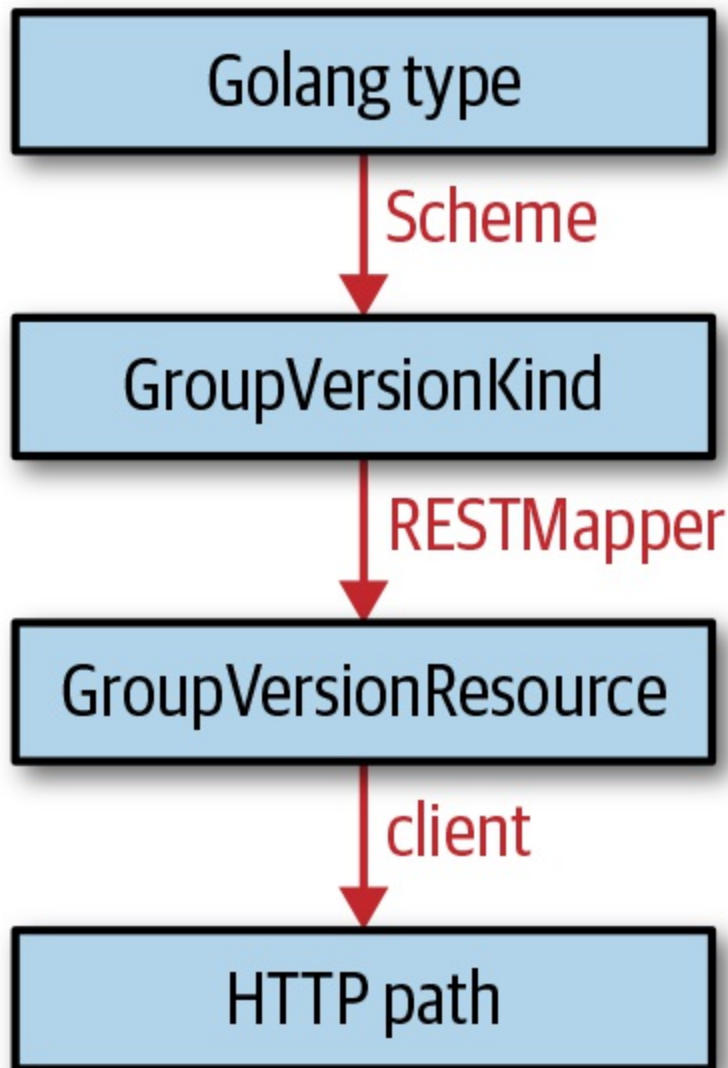 Golang type
Scheme
GroupVersionKind
RESTMapper
GroupVersionResource
client
HTTP path